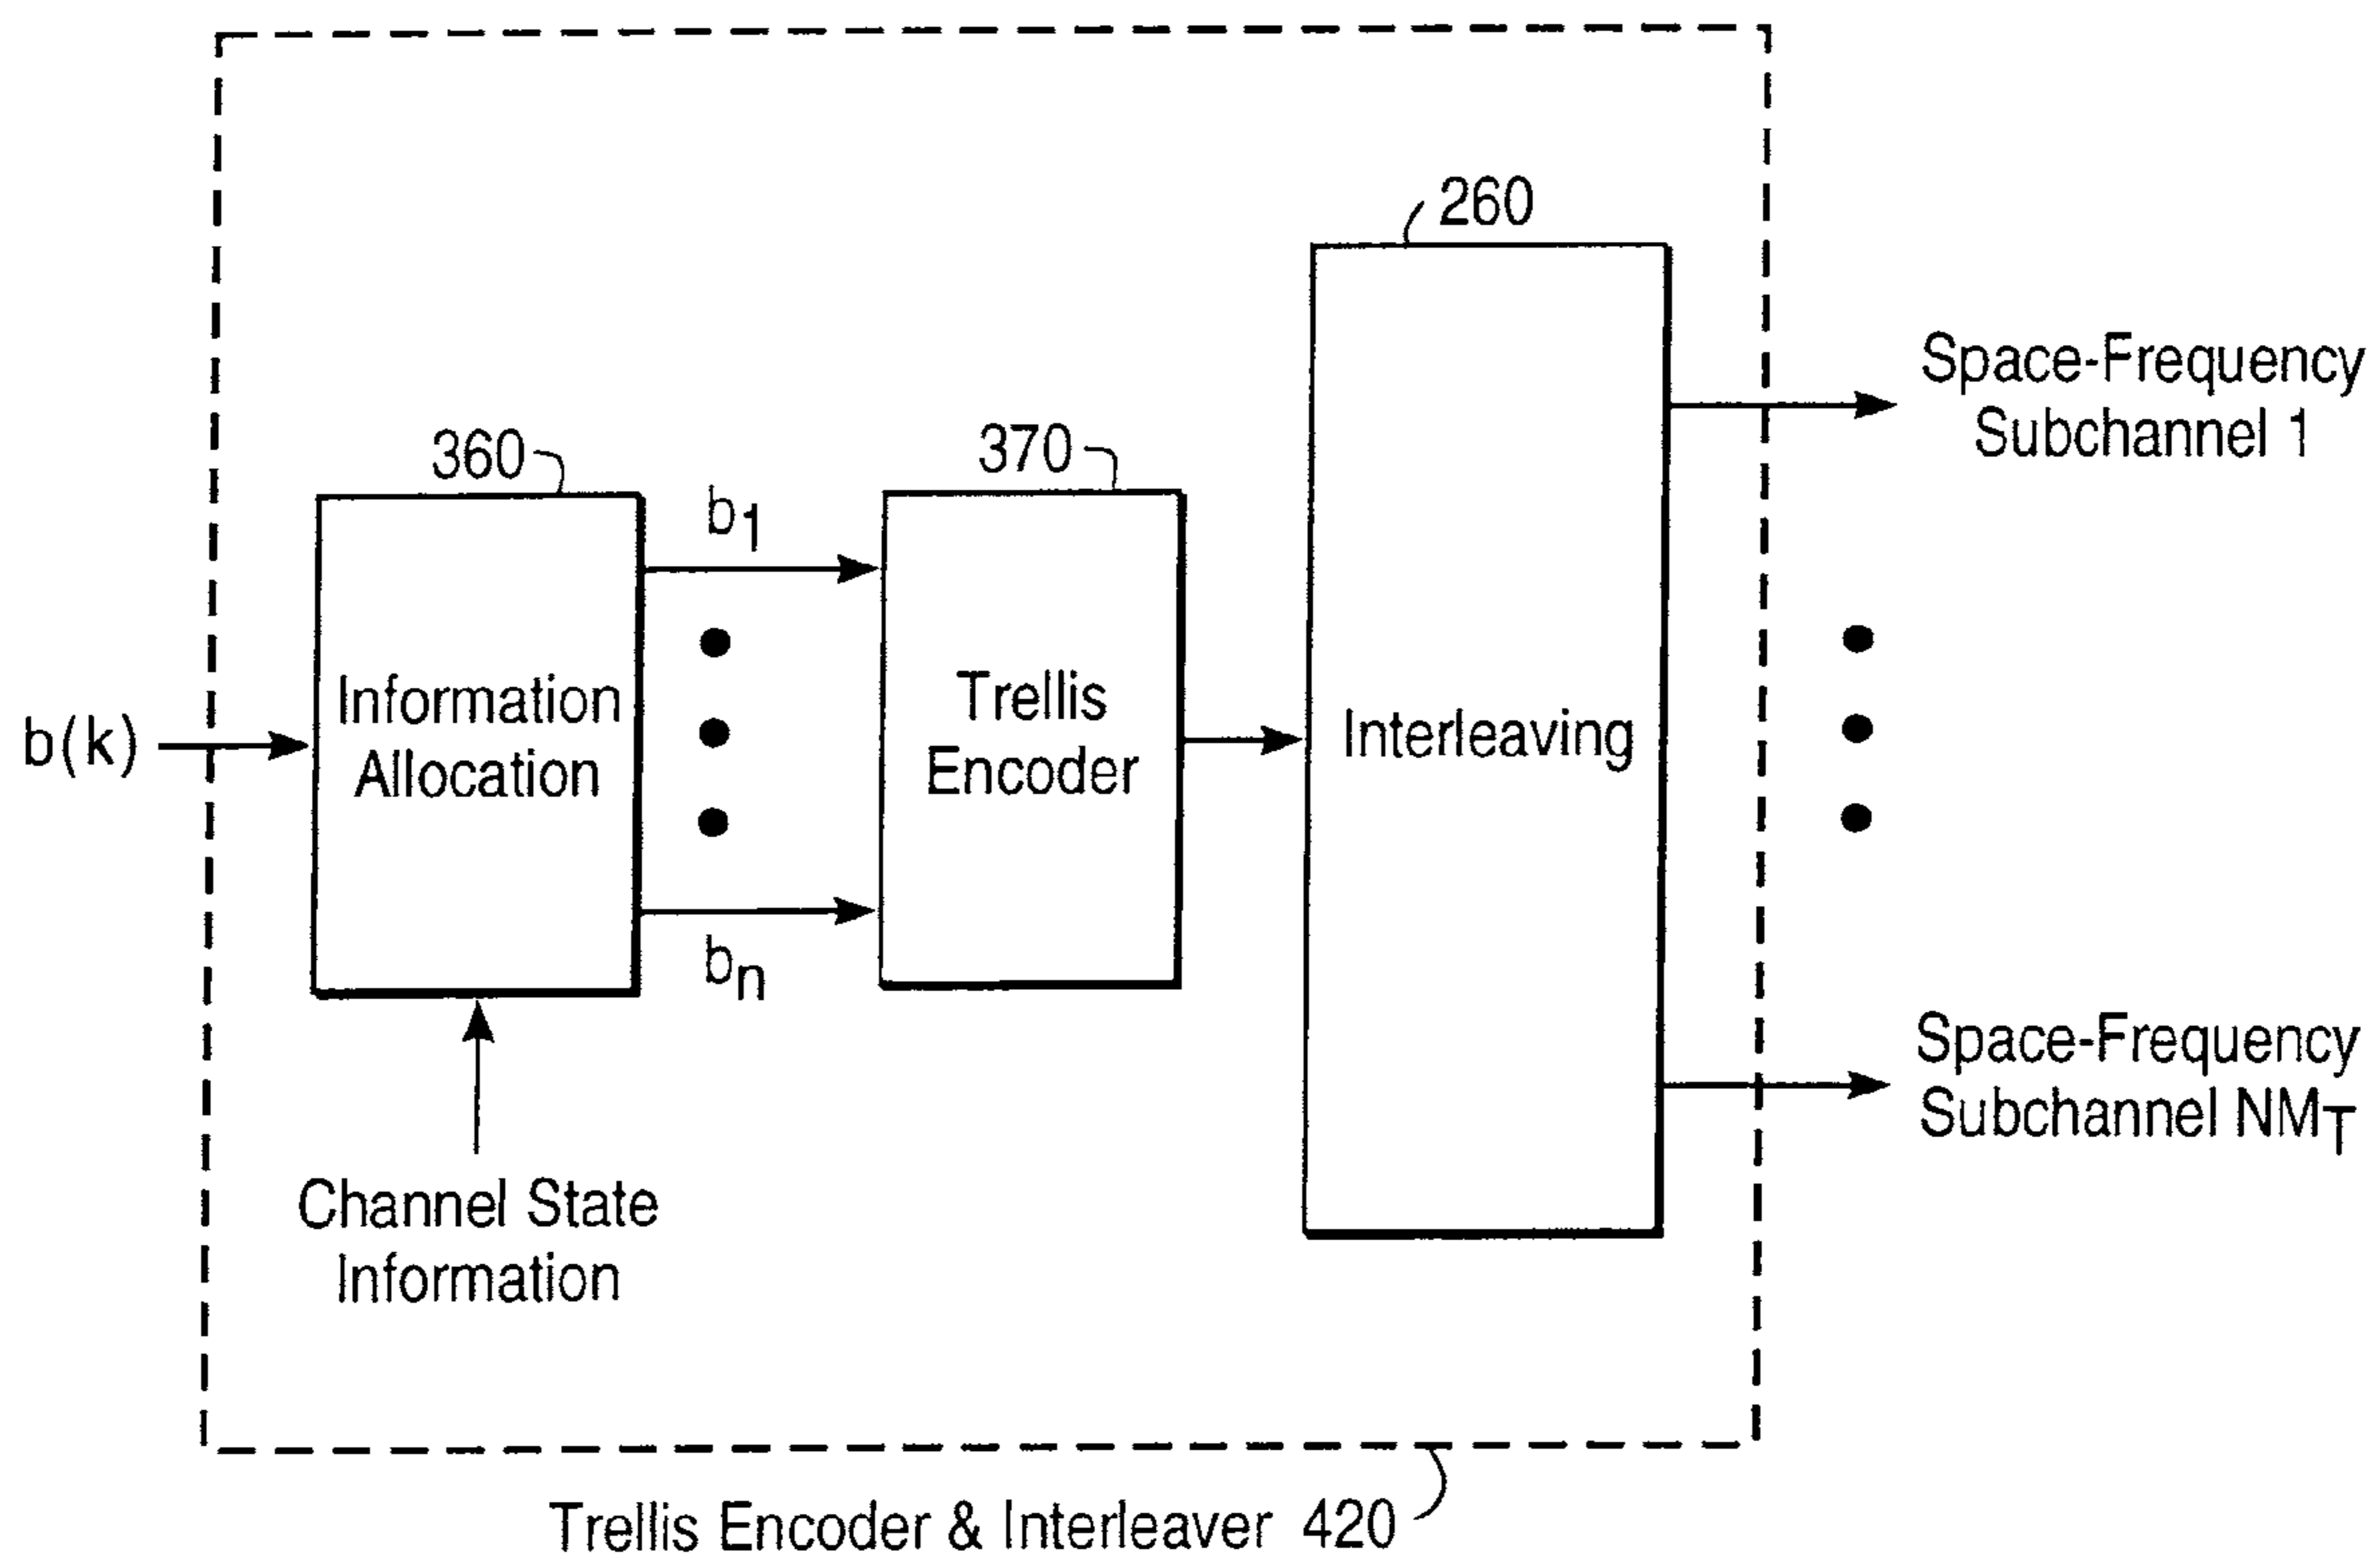 260
Space-Frequency
Subchannel 1
360
370
b1
b(k)
Information
Allocation
Trellis
Encoder
Interleaving
bn
Space-Frequency
Subchannel NMT
Channel State
Information
Trellis Encoder & Interleaver 420